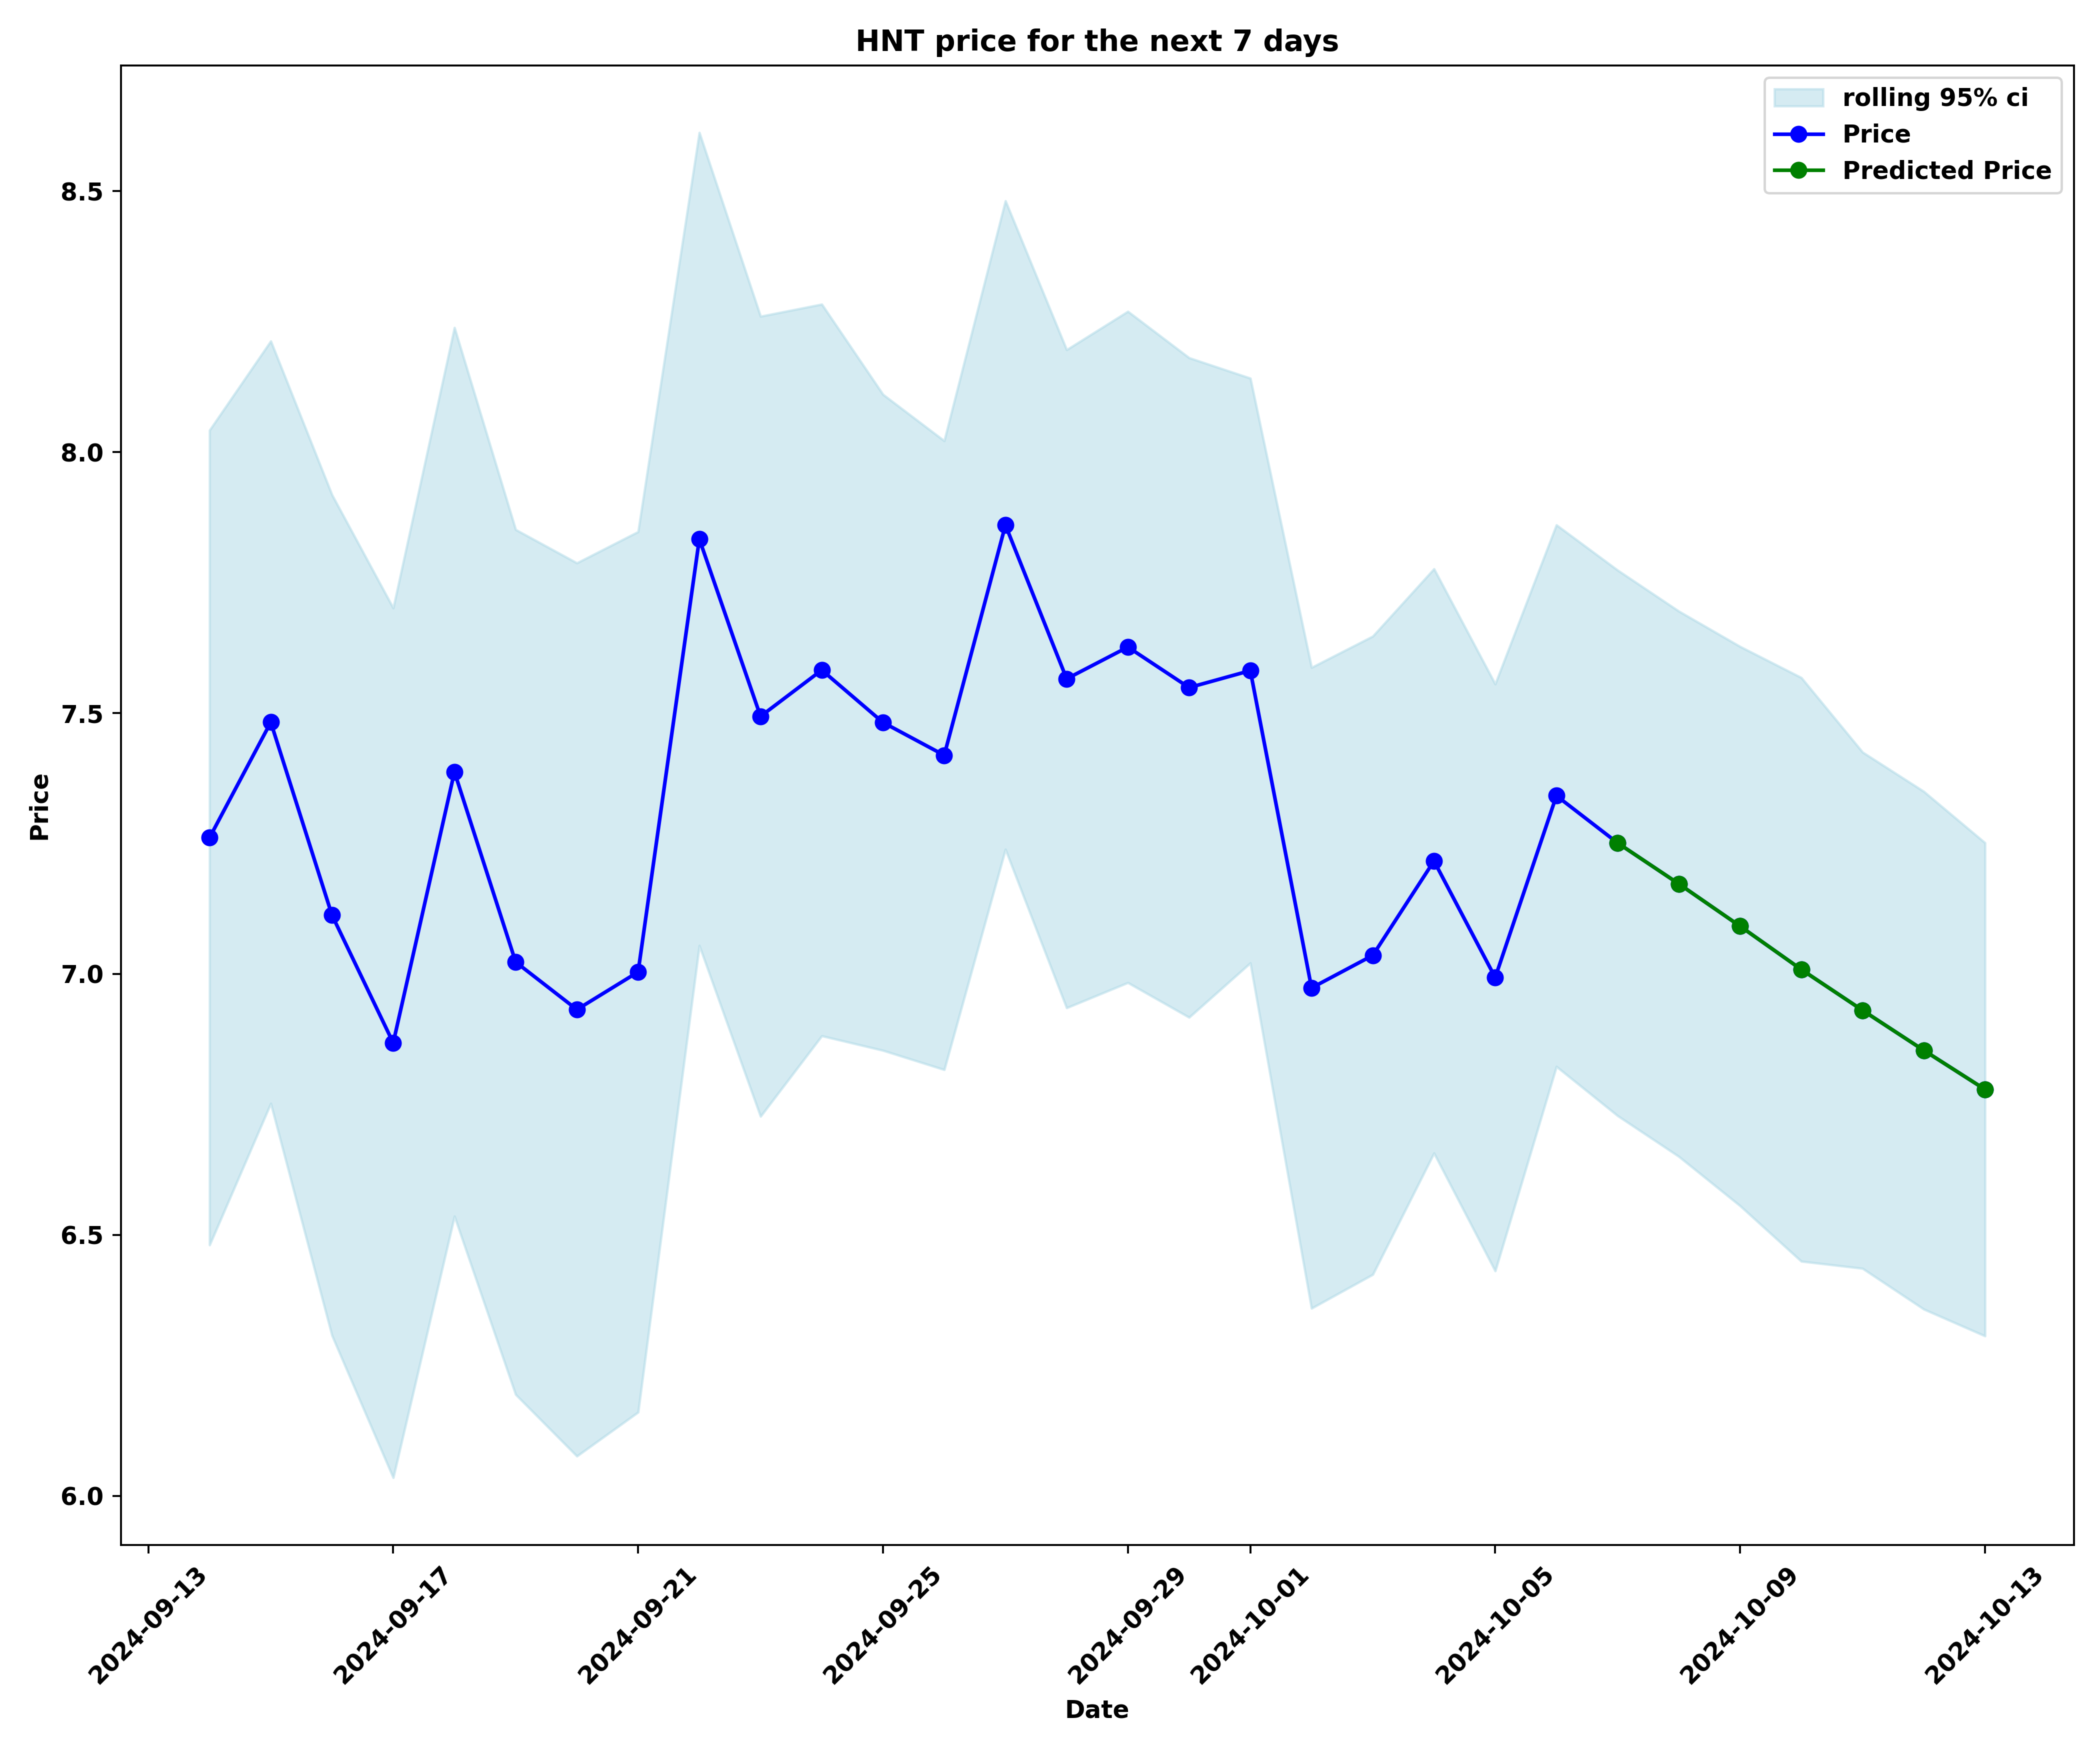 HNT price for the next 7 days
rolling 95% ci
Price
Predicted Price
8.5
8.0
7.5
7.0
6.5
6.0
Price
2024-09-13
2024-09-17
2024-09-21
2024-09-25
2024-09-29
2024-10-01
2024-10-05
2024-10-09
2024-10-13
Date